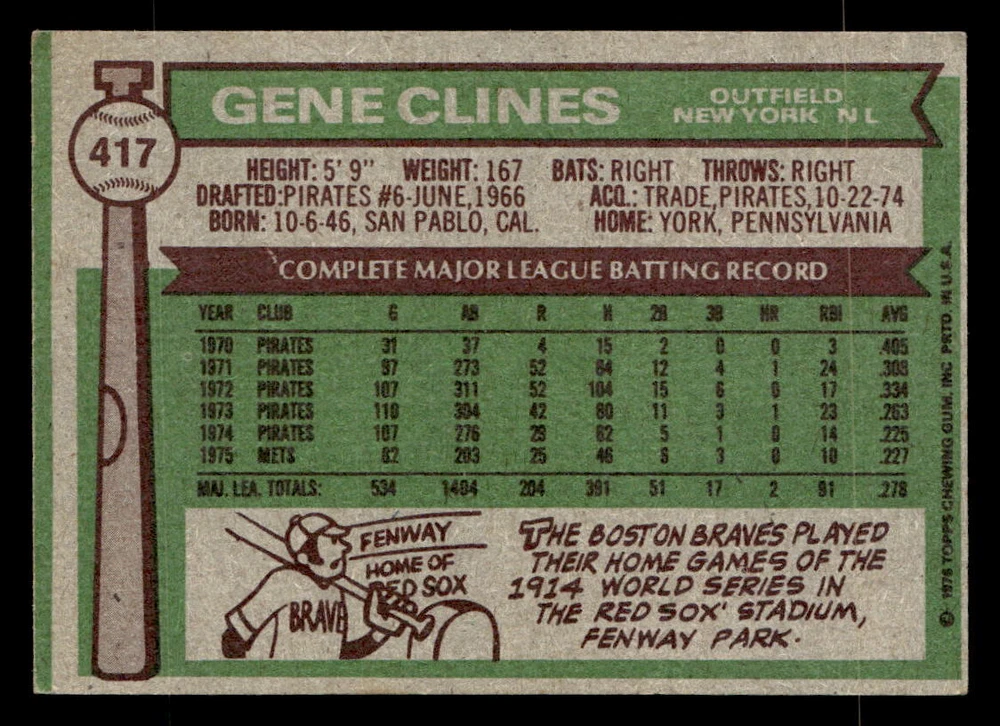 417
GENE CLINES
OUTFIELD
NEW YORK N L
HEIGHT: 5' 9" WEIGHT: 167 BATS: RIGHT THROWS: RIGHT
DRAFTED:PIRATES #6-JUNE,1966 ACQ.: TRADE,PIRATES,10-22-74
BORN: 10-6-46, SAN PABLO, CAL. HOME: YORK, PENNSYLVANIA
COMPLETE MAJOR LEAGUE BATTING RECORD
YEAR CLUB G AB R H 2B 3B HR RBI AVG
1970 PIRATES 31 37 4 15 2 0 0 3 .405
1971 PIRATES 97 273 52 84 12 4 1 24 .308
1972 PIRATES 107 311 52 104 15 6 0 17 .334
1973 PIRATES 110 304 42 80 11 3 1 23 .263
1974 PIRATES 107 276 29 62 5 1 0 14 .225
1975 METS 82 203 25 46 6 3 0 10 .227
MAJ. LEA. TOTALS: 534 1404 204 391 51 17 2 91 .278
FENWAY
HOME OF
RED SOX
BRAVE
THE BOSTON BRAVES PLAYED
THEIR HOME GAMES OF THE
1914 WORLD SERIES IN
THE RED SOX' STADIUM,
FENWAY PARK.
© 1976 TOPPS CHEWING GUM, INC PRTD IN U.S.A.